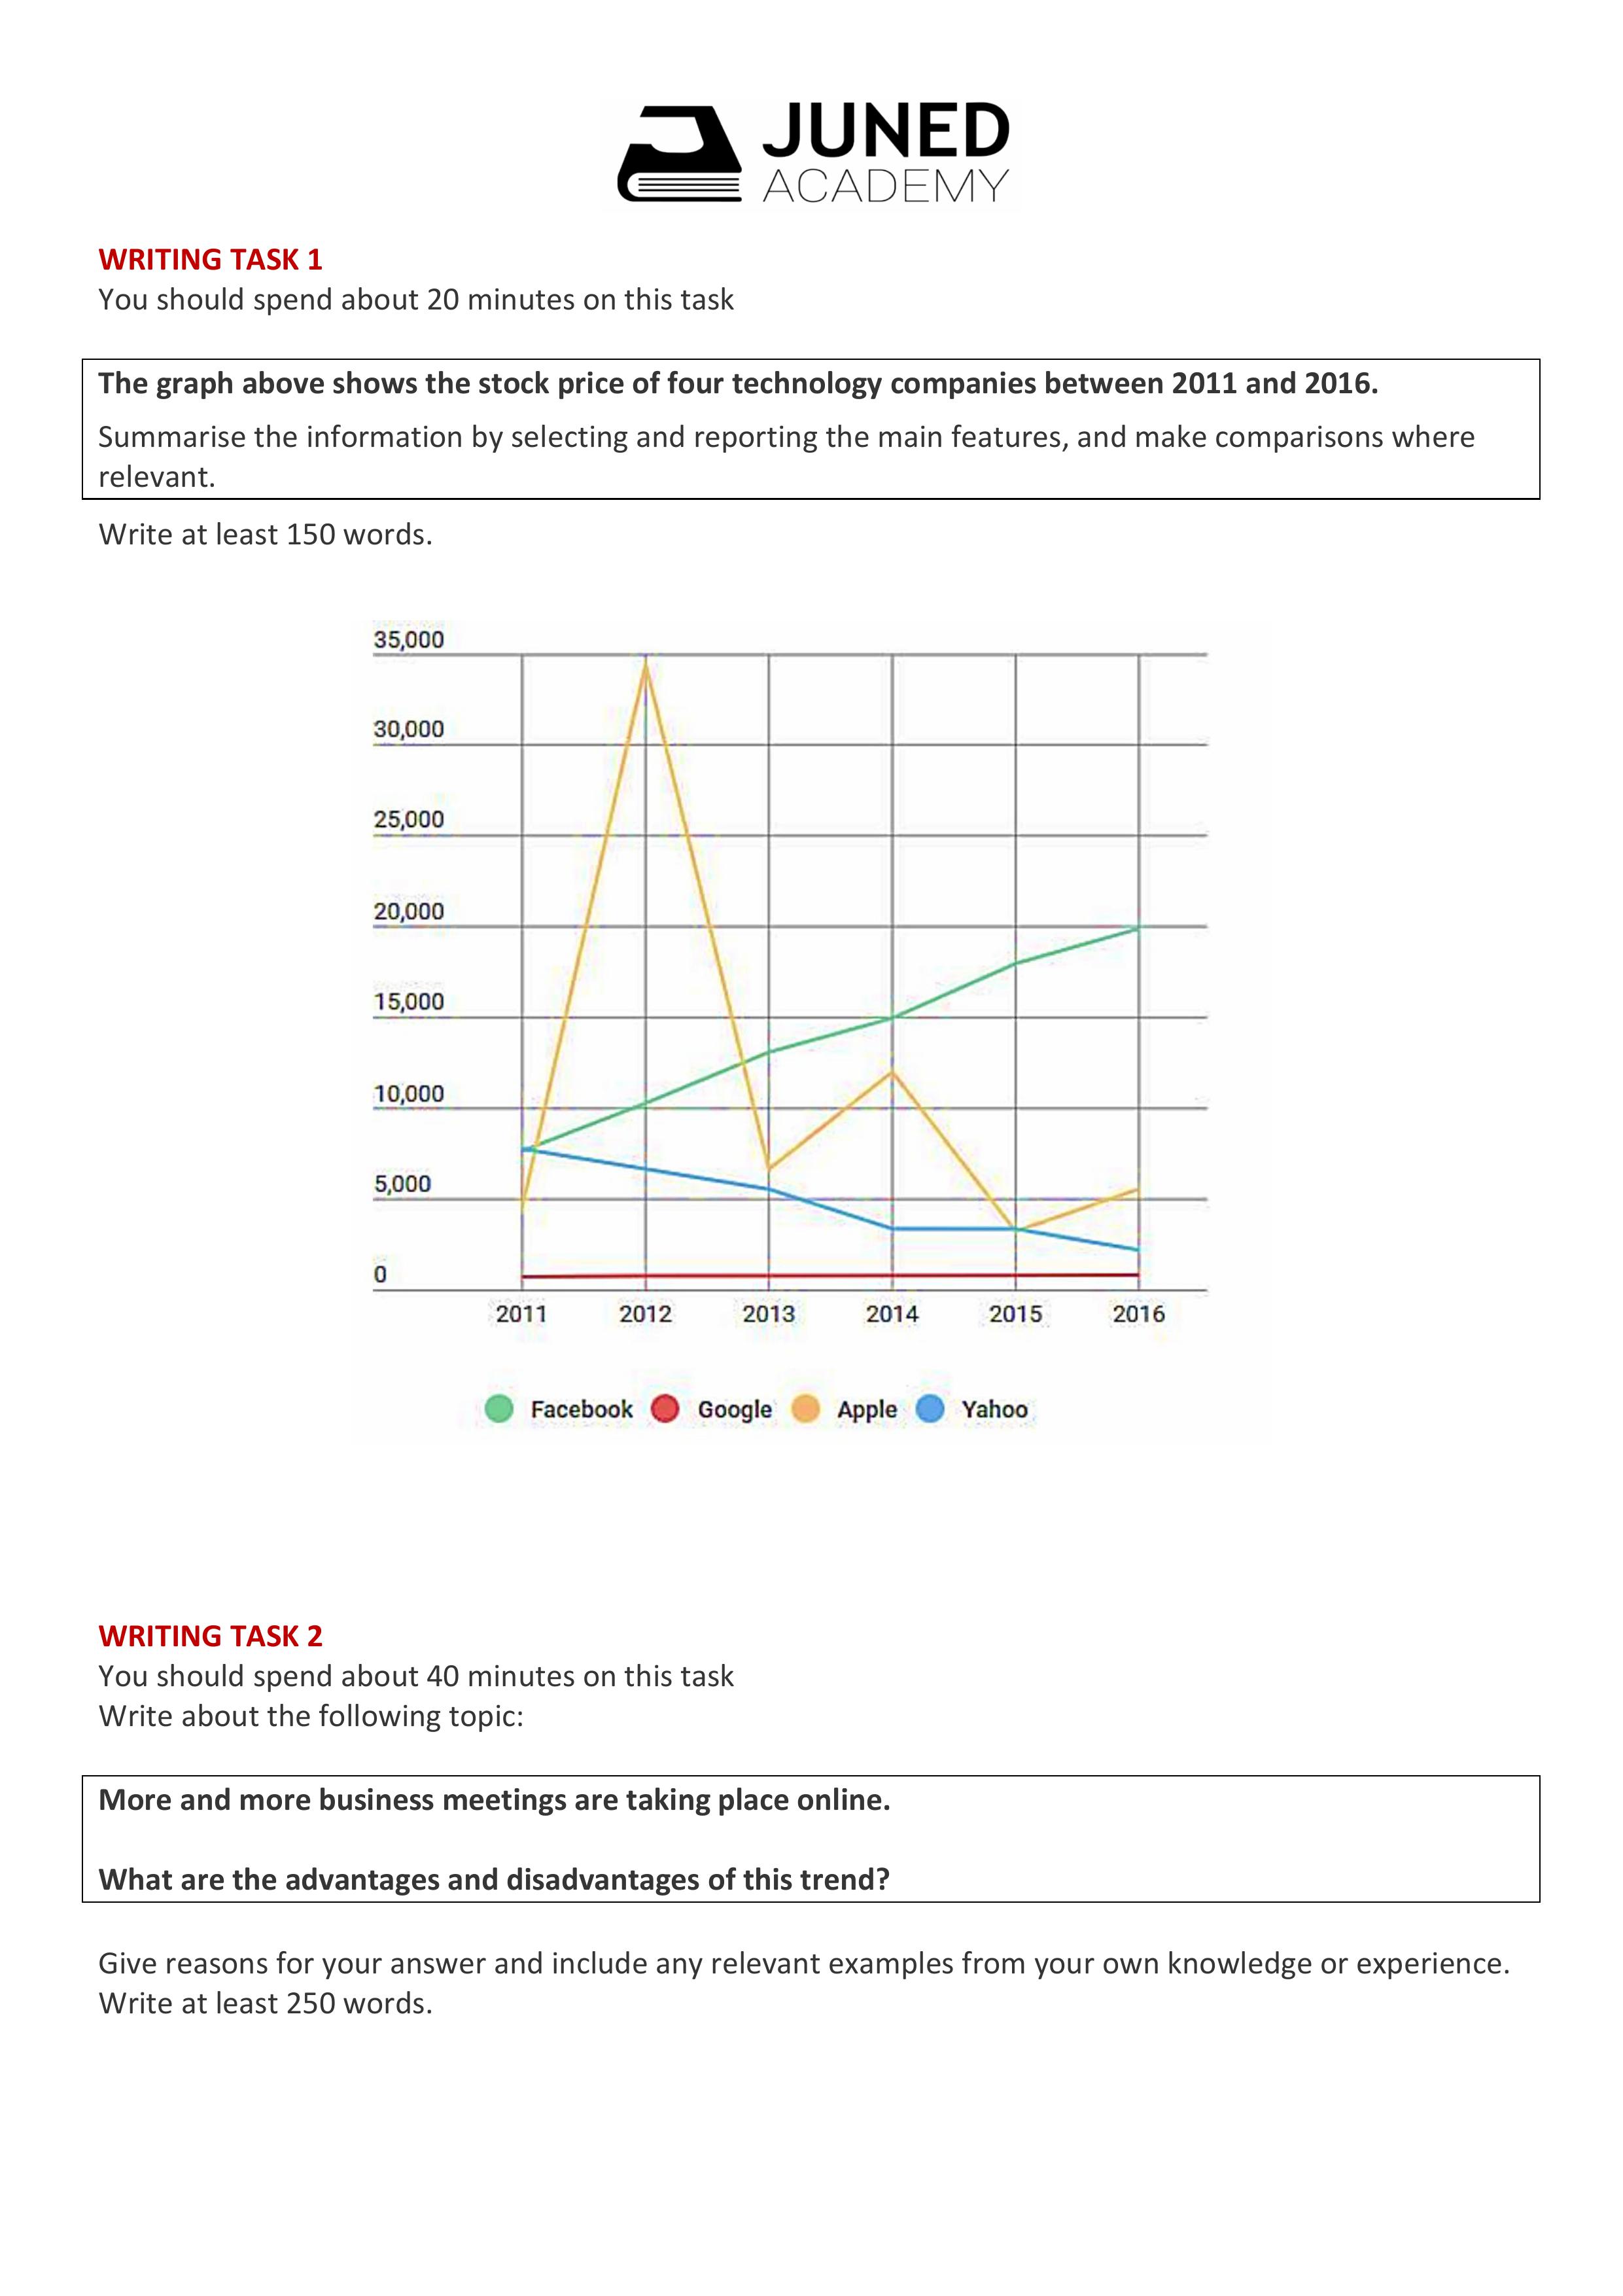 JUNED
ACADEMY
WRITING TASK 1
You should spend about 20 minutes on this task
The graph above shows the stock price of four technology companies between 2011 and 2016.
Summarise the information by selecting and reporting the main features, and make comparisons where
relevant.
Write at least 150 words.
35,000
30,000
25,000
20,000
15,000
10,000
5,000
0
2011 2012 2013 2014 2015 2016
Facebook Google Apple Yahoo
WRITING TASK 2
You should spend about 40 minutes on this task
Write about the following topic:
More and more business meetings are taking place online.
What are the advantages and disadvantages of this trend?
Give reasons for your answer and include any relevant examples from your own knowledge or experience.
Write at least 250 words.